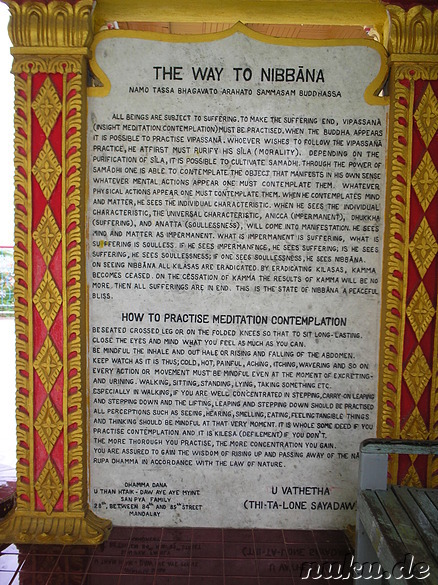 THE WAY TO NIBBĀNA
NAMO TASSA BHAGAVATO ARAHATO SAMMASAM BUDDHASSA
ALL BEINGS ARE SUBJECT TO SUFFERING. TO MAKE THE SUFFERING END, VIPASSANĀ
(INSIGHT MEDITATION CONTEMPLATION) MUST BE PRACTISED, WHEN THE BUDDHA APPEARS
IT IS POSSIBLE TO PRACTISE VIPASSANĀ. WHOEVER WISHES TO FOLLOW THE VIPASSANĀ
PRACTICE, HE ATFIRST MUST PURIFY HIS SĪLA (MORALITY). DEPENDING ON THE
PURIFICATION OF SĪLA, IT IS POSSIBLE TO CULTIVATE SAMĀDHI. THROUGH THE POWER OF
SAMĀDHI ONE IS ABLE TO CONTEMPLATE THE OBJECT THAT MANIFESTS IN HIS OWN SENSE
WHATEVER MENTAL ACTIONS APPEAR ONE MUST CONTEMPLATE THEM. WHATEVER
PHYSICAL ACTIONS APPEAR ONE MUST CONTEMPLATE THEM. WHEN HE CONTEMPLATES MIND
AND MATTER, HE SEES THE INDIVIDUAL CHARACTERISTIC. WHEN HE SEES THE INDIVIDUAL
CHARACTERISTIC, THE UNIVERSAL CHARACTERISTIC, ANICCA (IMPERMANENT), DHUKKHA
(SUFFERING), AND ANATTA (SOULLESSNESS), WILL COME INTO MANIFESTATION. HE SEES
MIND AND MATTER AS IMPERMANENT. WHAT IS IMPERMANENT IS SUFFERING, WHAT IS
SUFFERING IS SOULLESS. IF HE SEES IMPERMANENCE, HE SEES SUFFERING; IS HE SEES
SUFFERING, HE SEES SOULLESSNESS; IF ONE SEES SOULLESSNESS, HE SEES NIBBĀNA.
ON SEEING NIBBĀNA ALL KILASAS ARE ERADICATED. BY ERADICATING KILASAS, KAMMA
BECOMES CEASED. ON THE CESSATION OF KAMMĀ THE RESULTS OF KAMMA WILL BE NO
MORE. THEN ALL SUFFERINGS ARE IN END. THIS IS THE STATE OF NIBBĀNA A PEACEFUL
BLISS.
HOW TO PRACTISE MEDITATION CONTEMPLATION
BE SEATED CROSSED LEG OR ON THE FOLDED KNEES SO THAT TO SIT LONG-LASTING.
CLOSE THE EYES AND MIND WHAT YOU FEEL AS MUCH AS YOU CAN.
BE MINDFUL THE INHALE AND OUT HALE OR RISING AND FALLING OF THE ABDOMEN.
KEEP WATCH AS IT IS THUS; COLD, HOT, PAINFUL, ACHING, ITCHING, WAVERING AND SO ON
EVERY ACTION OR MOVEMENT MUST BE MINDFUL EVEN AT THE MOMENT OF EXCRETING
AND URINING. WALKING, SITTING, STANDING, LYING, TAKING SOMETHING ETC.
ESPECIALLY IN WALKING, IF YOU ARE WELL CONCENTRATED IN STEPPING, CARRY ON LEAPING
AND STEPPING DOWN AND THE LIFTING, LEAPING AND STEPPING DOWN SHOULD BE PRACTISED
ALL PERCEPTIONS SUCH AS SEEING, HEARING, SMELLING, EATING, FEELING TANGIBLE THINGS
AND THINKING SHOULD BE MINDFUL AT THAT VERY MOMENT. IT IS WHOLE SOME IDEED IF YOU
PRACTISE CONTEMPLATION AND IT IS KILESA (DEFILEMENT) IF YOU DON'T.
THE MORE THOROUGH YOU PRACTISE, THE MORE CONCENTRATION YOU GAIN.
YOU ARE ASSURED TO GAIN THE WISDOM OF RISING UP AND PASSING AWAY OF THE NĀ
RUPA DHAMMA IN ACCORDANCE WITH THE LAW OF NATURE.
DHAMMA DANA
U THAN HTAIK - DAW AYE AYE MYINT
SAN PYA FAMILY
28TH BETWEEN 84TH AND 85TH STREET
MANDALAY
U VATHETHA
(THI-TA-LONE SAYADAW
www.nuku.de